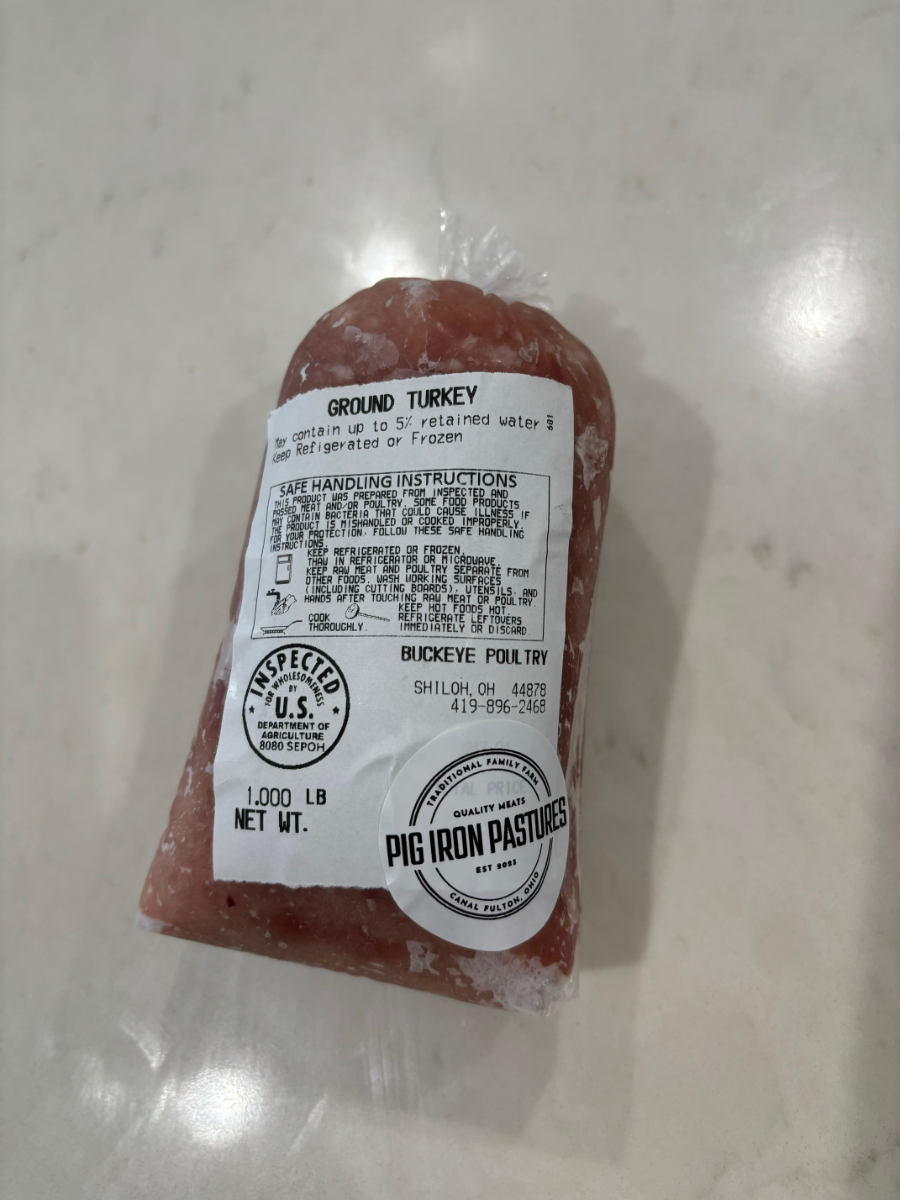 GROUND TURKEY
May contain up to 5% retained water
Keep Refigerated or Frozen
SAFE HANDLING INSTRUCTIONS
THIS PRODUCT WAS PREPARED FROM INSPECTED AND
PASSED MEAT AND/OR POULTRY. SOME FOOD PRODUCTS
MAY CONTAIN BACTERIA THAT COULD CAUSE ILLNESS IF
THE PRODUCT IS MISHANDLED OR COOKED IMPROPERLY.
FOR YOUR PROTECTION, FOLLOW THESE SAFE HANDLING
INSTRUCTIONS.
KEEP REFRIGERATED OR FROZEN.
THAW IN REFRIGERATOR OR MICROWAVE.
KEEP RAW MEAT AND POULTRY SEPARATE FROM
OTHER FOODS. WASH WORKING SURFACES
(INCLUDING CUTTING BOARDS), UTENSILS, AND
HANDS AFTER TOUCHING RAW MEAT OR POULTRY.
COOK
THOROUGHLY.
KEEP HOT FOODS HOT.
REFRIGERATE LEFTOVERS
IMMEDIATELY OR DISCARD.
BUCKEYE POULTRY
SHILOH, OH 44878
419-896-2468
INSPECTED
FOR WHOLESOMENESS
BY
U.S.
DEPARTMENT OF
AGRICULTURE
8080 SEPOH
1.000 LB
NET WT.
TRADITIONAL FAMILY FARM
QUALITY MEATS
PIG IRON PASTURES
EST 2023
CANAL FULTON, OHIO